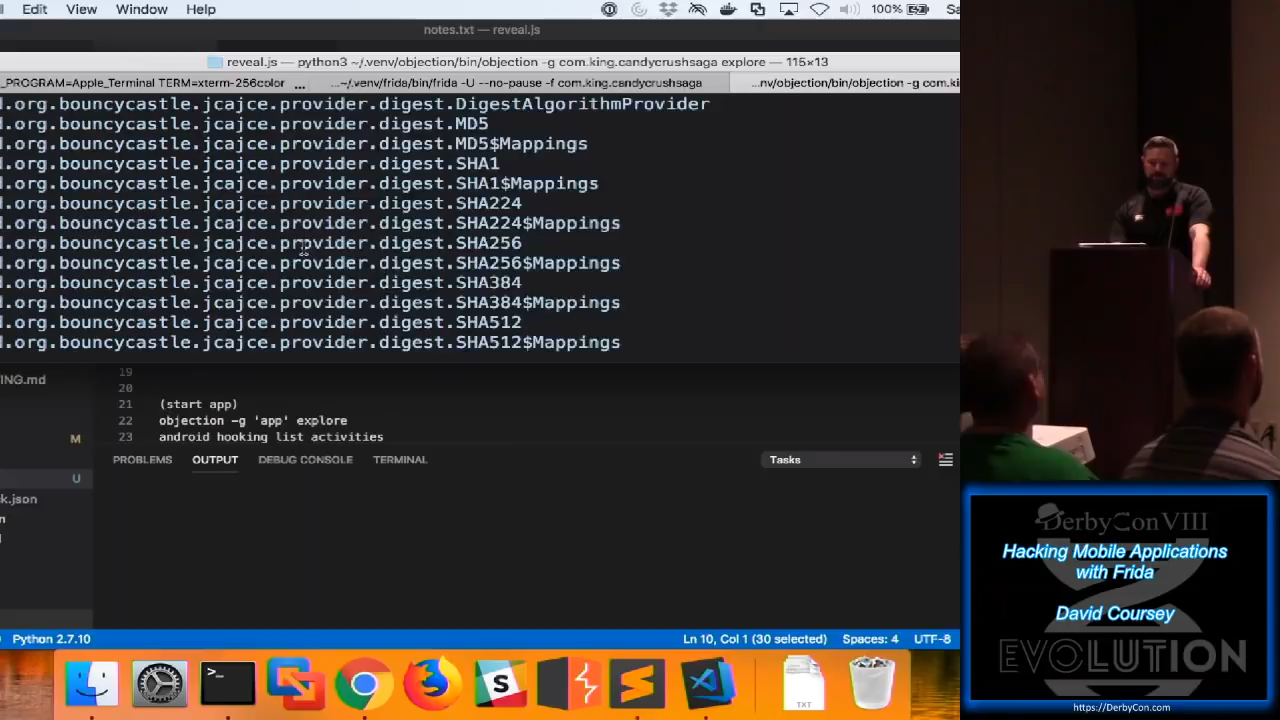 Edit View Window Help 100% Sa
notes.txt — reveal.js
reveal.js — python3 ~/.venv/objection/bin/objection -g com.king.candycrushsaga explore — 115×13
_PROGRAM=Apple_Terminal TERM=xterm-256color ... ...~/.venv/frida/bin/frida -U --no-pause -f com.king.candycrushsaga ...nv/objection/bin/objection -g com.kin
d.org.bouncycastle.jcajce.provider.digest.DigestAlgorithmProvider
d.org.bouncycastle.jcajce.provider.digest.MD5
d.org.bouncycastle.jcajce.provider.digest.MD5$Mappings
d.org.bouncycastle.jcajce.provider.digest.SHA1
d.org.bouncycastle.jcajce.provider.digest.SHA1$Mappings
d.org.bouncycastle.jcajce.provider.digest.SHA224
d.org.bouncycastle.jcajce.provider.digest.SHA224$Mappings
d.org.bouncycastle.jcajce.provider.digest.SHA256
d.org.bouncycastle.jcajce.provider.digest.SHA256$Mappings
d.org.bouncycastle.jcajce.provider.digest.SHA384
d.org.bouncycastle.jcajce.provider.digest.SHA384$Mappings
d.org.bouncycastle.jcajce.provider.digest.SHA512
d.org.bouncycastle.jcajce.provider.digest.SHA512$Mappings
19
ING.md
20
21 (start app)
22 objection -g 'app' explore
M 23 android hooking list activities
PROBLEMS OUTPUT DEBUG CONSOLE TERMINAL Tasks
U
ck.json
Python 2.7.10 Ln 10, Col 1 (30 selected) Spaces: 4 UTF-8
>_
S
TXT
DerbyCon VIII
Hacking Mobile Applications
with Frida
David Coursey
EVOLUTION
https://DerbyCon.com